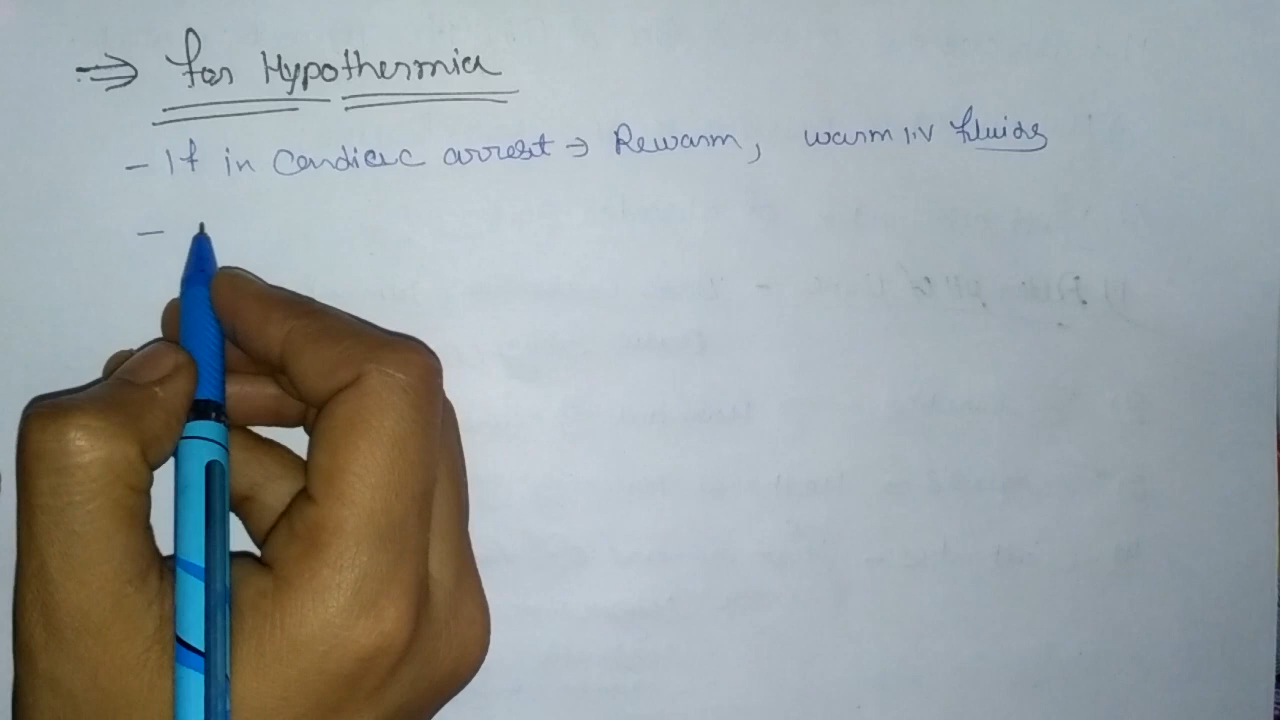 ⇒ for Hypothermia
- If in Cardiac arrest → Rewarm, warm I.V fluids
-